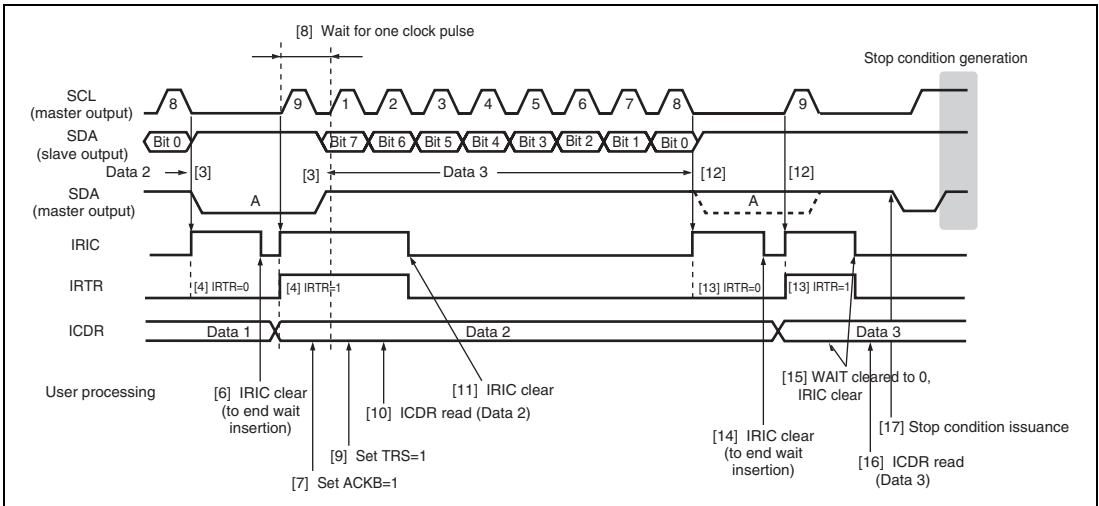 [8] Wait for one clock pulse
Stop condition generation
SCL
(master output)
8 9 1 2 3 4 5 6 7 8 9
SDA
(slave output)
Bit 0 Bit 7 Bit 6 Bit 5 Bit 4 Bit 3 Bit 2 Bit 1 Bit 0
Data 2 [3] [3] Data 3 [12] [12]
SDA
(master output)
A A
IRIC
IRTR
[4] IRTR=0 [4] IRTR=1 [13] IRTR=0 [13] IRTR=1
ICDR
Data 1 Data 2 Data 3
User processing
[6] IRIC clear
(to end wait
insertion)
[11] IRIC clear
[10] ICDR read (Data 2)
[9] Set TRS=1
[7] Set ACKB=1
[15] WAIT cleared to 0,
IRIC clear
[14] IRIC clear
(to end wait
insertion)
[17] Stop condition issuance
[16] ICDR read
(Data 3)